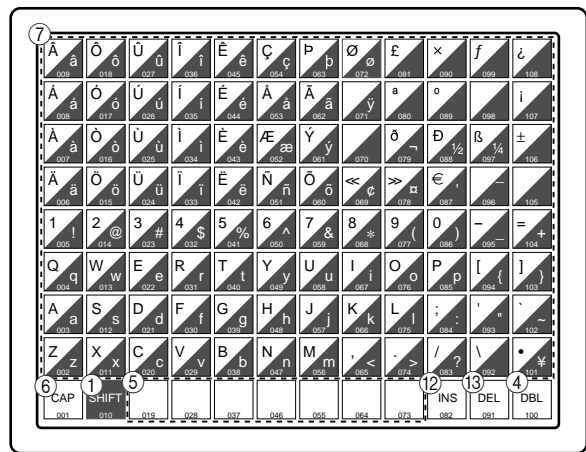 ⑦
Â â Ô ô Û û Î î Ê ê Ç ç Þ þ Ø ø £ × ƒ ¿
009 018 027 036 045 054 063 072 081 090 099 108
Á á Ó ó Ú ú Í í É é Å å Ã ã ÿ ª º ¡
008 017 026 035 044 053 062 071 080 089 098 107
À à Ò ò Ù ù Ì ì È è Æ æ Ý ý ð ¬ Ð ½ ß ¼ ±
007 016 025 034 043 052 061 070 079 088 097 106
Ä ä Ö ö Ü ü Ï ï Ë ë Ñ ñ Õ õ ≪ ¢ ≫ ¤ € ' _
006 015 024 033 042 051 060 069 078 087 096 105
1 ! 2 @ 3 # 4 $ 5 % 6 ^ 7 & 8 * 9 ( 0 ) − _ = +
005 014 023 032 041 050 059 068 077 086 095 104
Q q W w E e R r T t Y y U u I i O o P p [ { ] }
004 013 022 031 040 049 058 067 076 085 094 103
A a S s D d F f G g H h J j K k L l ; : ' " ` ~
003 012 021 030 039 048 057 066 075 084 093 102
Z z X x C c V v B b N n M m , < . > / ? \ • ¥
002 011 020 029 038 047 056 065 074 083 092 101
⑥ ① ⑤ ⑫ ⑬ ④
CAP SHIFT INS DEL DBL
001 010 019 028 037 046 055 064 073 082 091 100